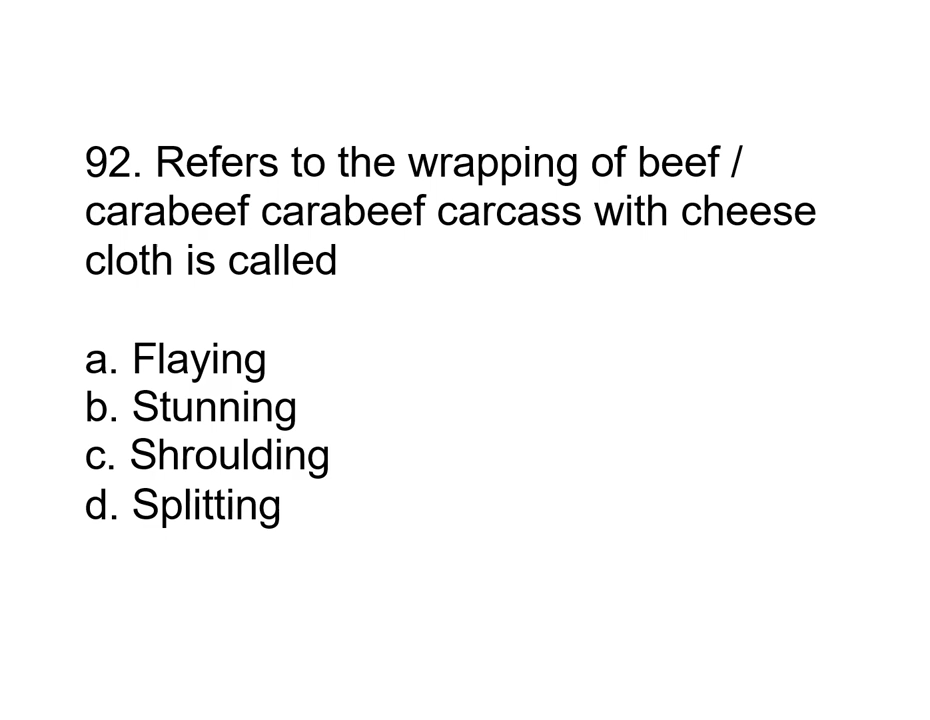 92. Refers to the wrapping of beef /
carabeef carabeef carcass with cheese
cloth is called
a. Flaying
b. Stunning
c. Shroulding
d. Splitting